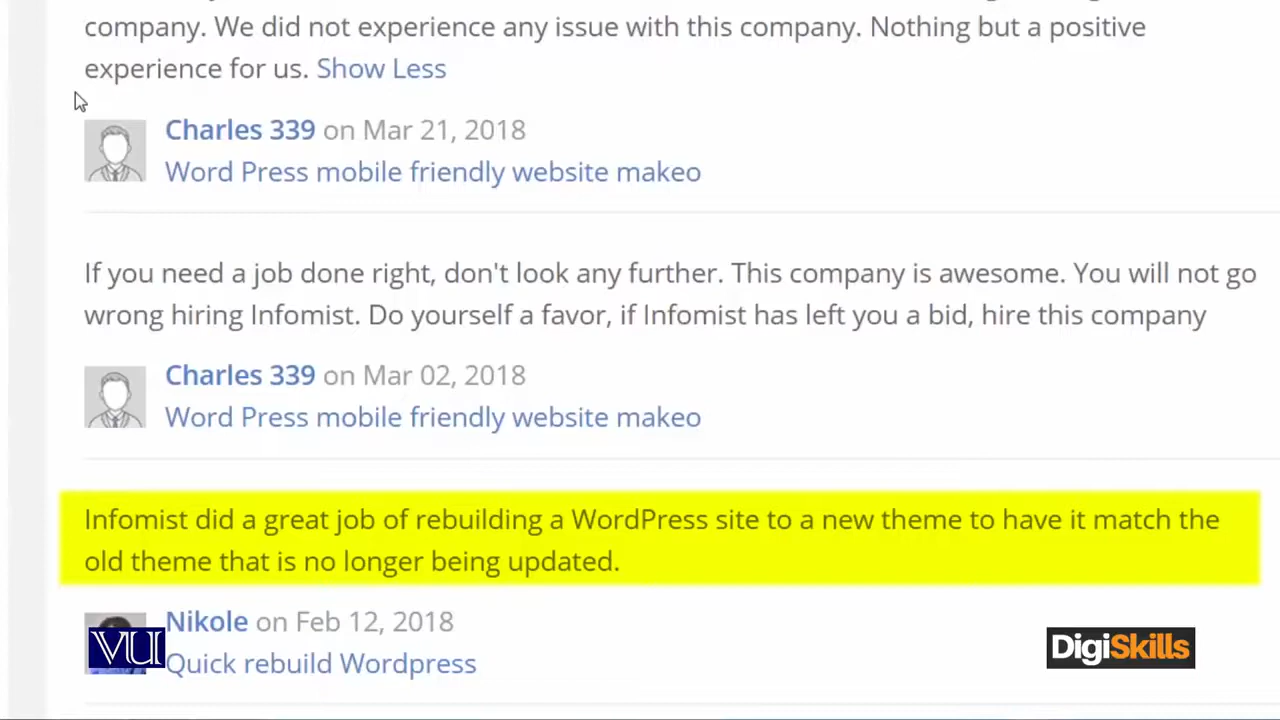 company. We did not experience any issue with this company. Nothing but a positive
experience for us. Show Less
Charles 339 on Mar 21, 2018
Word Press mobile friendly website makeo
If you need a job done right, don't look any further. This company is awesome. You will not go
wrong hiring Infomist. Do yourself a favor, if Infomist has left you a bid, hire this company
Charles 339 on Mar 02, 2018
Word Press mobile friendly website makeo
Infomist did a great job of rebuilding a WordPress site to a new theme to have it match the
old theme that is no longer being updated.
Nikole on Feb 12, 2018
VU
DigiSkills
Quick rebuild Wordpress